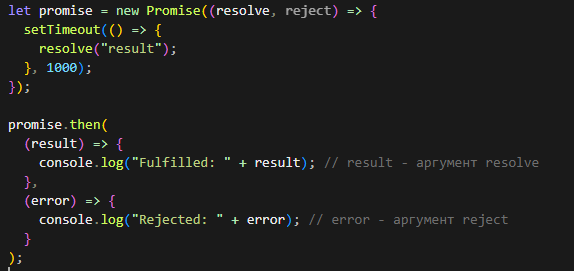 let promise = new Promise((resolve, reject) => {
  setTimeout(() => {
    resolve("result");
  }, 1000);
});

promise.then(
  (result) => {
    console.log("Fulfilled: " + result); // result - аргумент resolve
  },
  (error) => {
    console.log("Rejected: " + error); // error - аргумент reject
  }
);